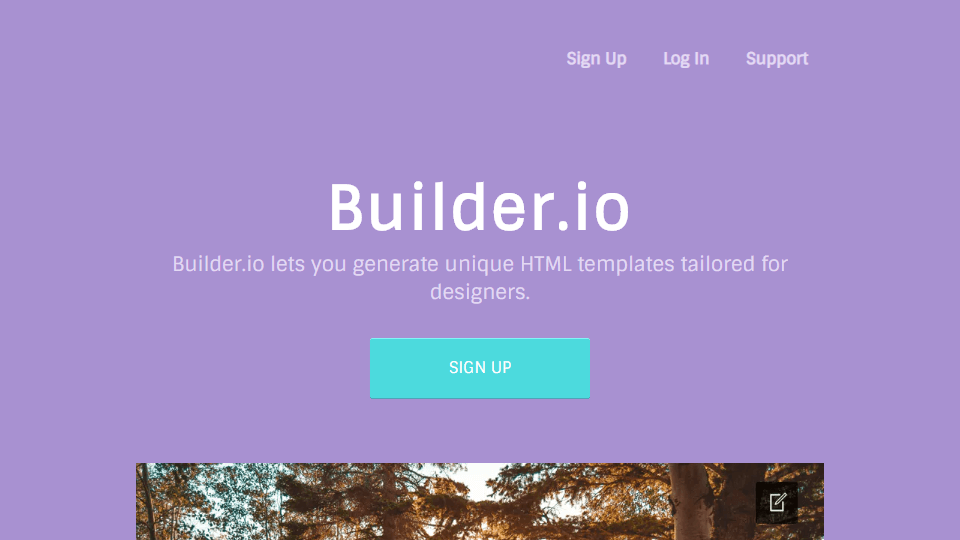 Sign Up Log In Support
Builder.io
Builder.io lets you generate unique HTML templates tailored for
designers.
SIGN UP